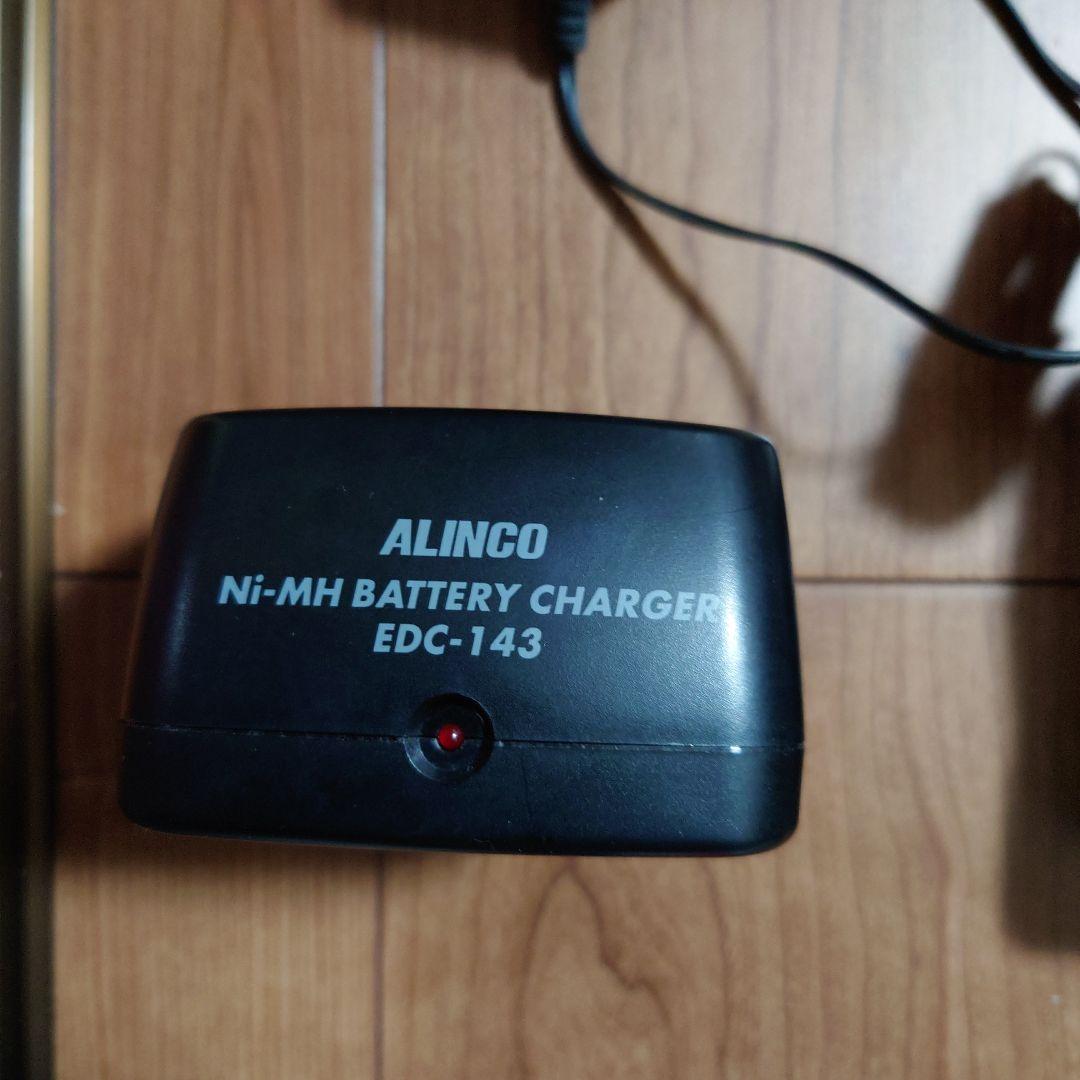 ALINCO
Ni-MH BATTERY CHARGER
EDC-143